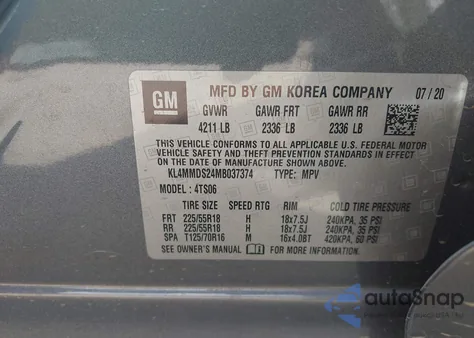 GM
MFD BY GM KOREA COMPANY 07/20
GVWR GAWR FRT GAWR RR
4211 LB 2336 LB 2336 LB
THIS VEHICLE CONFORMS TO ALL APPLICABLE U.S. FEDERAL MOTOR
VEHICLE SAFETY AND THEFT PREVENTION STANDARDS IN EFFECT ON
THE DATE OF MANUFACTURE SHOWN ABOVE.
KL4MMDS24MB037374 TYPE: MPV
MODEL: 4TS06
TIRE SIZE SPEED RTG RIM COLD TIRE PRESSURE
FRT 225/55R18 H 18x7.5J 240KPA, 35 PSI
RR 225/55R18 H 18x7.5J 240KPA, 35 PSI
SPA T125/70R16 M 16x4.0BT 420KPA, 60 PSI
SEE OWNER'S MANUAL FOR MORE INFORMATION.
autoSnap